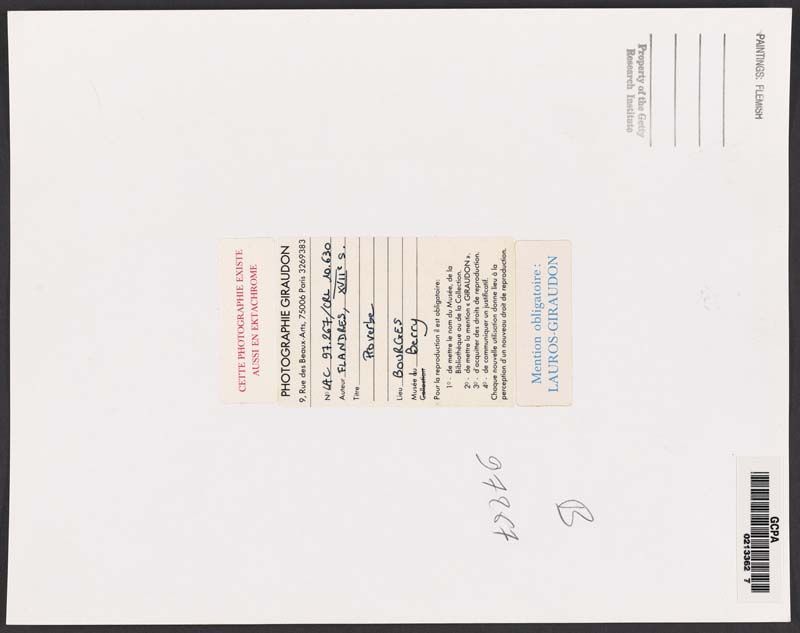 PAINTINGS: FLEMISH
Property of the Getty
Research Institute
CETTE PHOTOGRAPHIE EXISTE
AUSSI EN EKTACHROME
PHOTOGRAPHIE GIRAUDON
9, Rue des Beaux-Arts, 75006 Paris 3269383
N° LAC 97.267/CRL 10.630
Auteur FLANDRES, XVIIe S.
Titre
Proverbe
Lieu BOURGES
Musée du Berry
Collection
Pour la reproduction il est obligatoire:
1° - de mettre le nom du Musée, de la
Bibliothèque ou de la Collection.
2° - de mettre la mention « GIRAUDON ».
3° - d'acquitter des droits de reproduction.
4° - de communiquer un justificatif.
Chaque nouvelle utilisation donne lieu à la
perception d'un nouveau droit de reproduction.
Mention obligatoire :
LAUROS-GIRAUDON
97267
B
GCPA
0213362 7